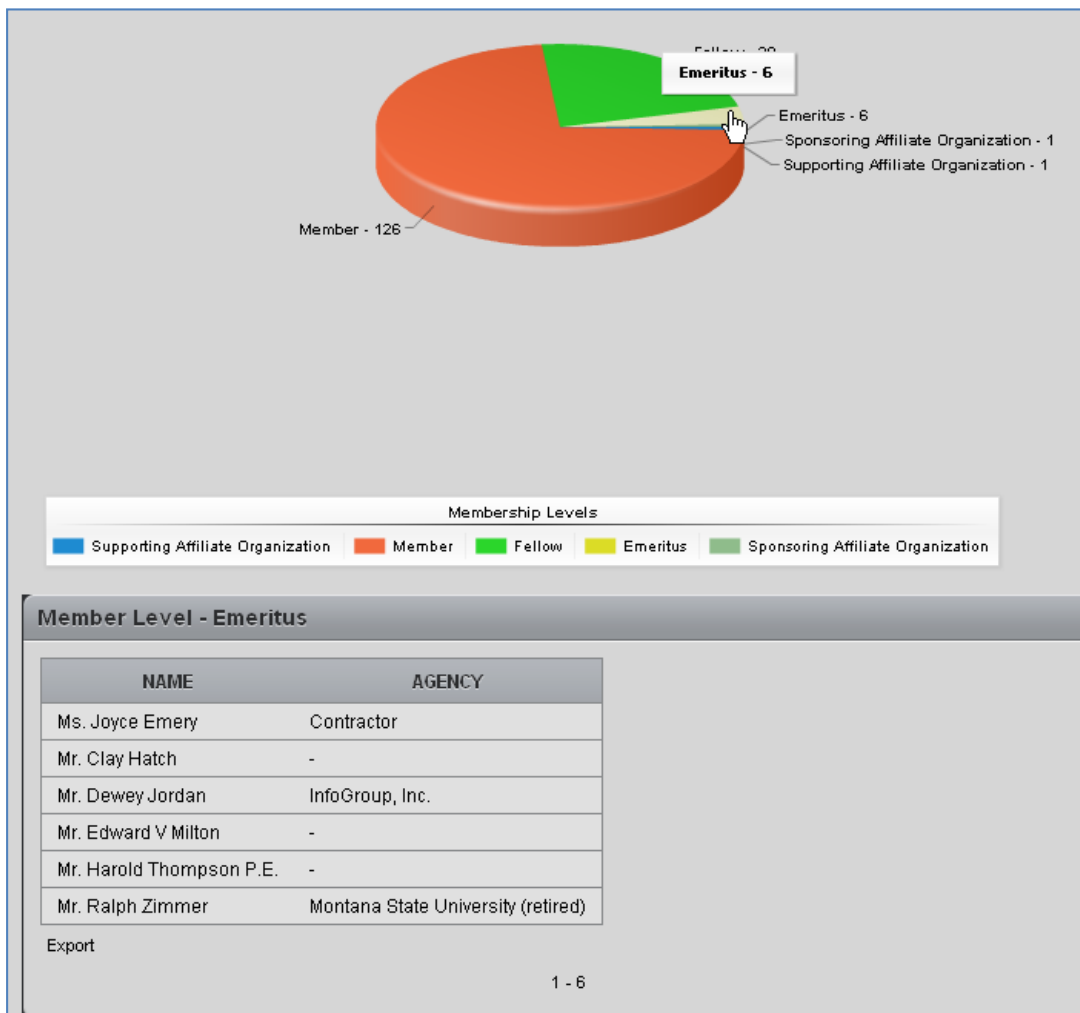 Emeritus - 6
Emeritus - 6
Sponsoring Affiliate Organization - 1
Supporting Affiliate Organization - 1
Member - 126
Membership Levels
Supporting Affiliate Organization Member Fellow Emeritus Sponsoring Affiliate Organization
Member Level - Emeritus
NAME AGENCY
Ms. Joyce Emery Contractor
Mr. Clay Hatch -
Mr. Dewey Jordan InfoGroup, Inc.
Mr. Edward V Milton -
Mr. Harold Thompson P.E. -
Mr. Ralph Zimmer Montana State University (retired)
Export
1 - 6